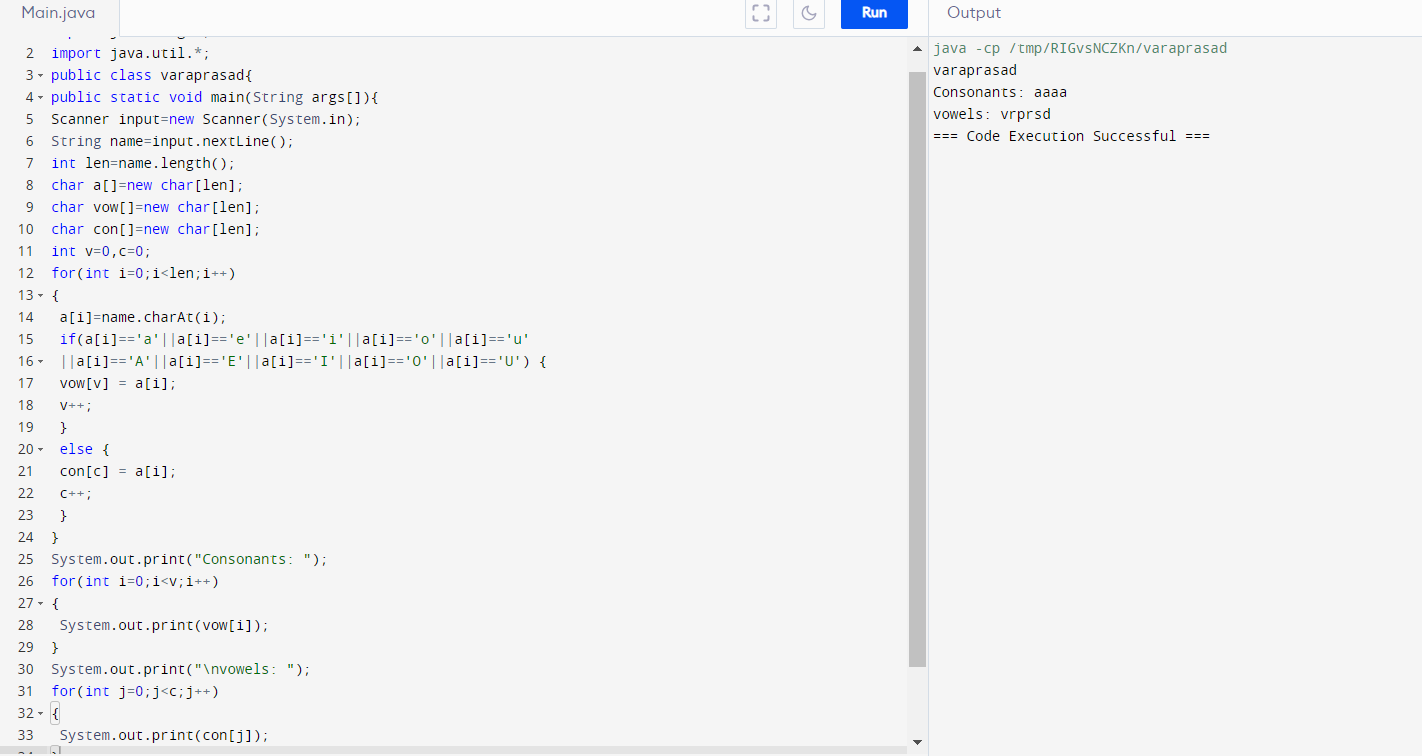 Main.java
Run
Output
2 import java.util.*;
3 public class varaprasad{
4 public static void main(String args[]){
5 Scanner input=new Scanner(System.in);
6 String name=input.nextLine();
7 int len=name.length();
8 char a[]=new char[len];
9 char vow[]=new char[len];
10 char con[]=new char[len];
11 int v=0,c=0;
12 for(int i=0;i<len;i++)
13 {
14 a[i]=name.charAt(i);
15 if(a[i]=='a'||a[i]=='e'||a[i]=='i'||a[i]=='o'||a[i]=='u'
16 ||a[i]=='A'||a[i]=='E'||a[i]=='I'||a[i]=='O'||a[i]=='U') {
17 vow[v] = a[i];
18 v++;
19 }
20 else {
21 con[c] = a[i];
22 c++;
23 }
24 }
25 System.out.print("Consonants: ");
26 for(int i=0;i<v;i++)
27 {
28 System.out.print(vow[i]);
29 }
30 System.out.print("\nvowels: ");
31 for(int j=0;j<c;j++)
32 {
33 System.out.print(con[j]);
java -cp /tmp/RIGvsNCZKn/varaprasad
varaprasad
Consonants: aaaa
vowels: vrprsd
=== Code Execution Successful ===